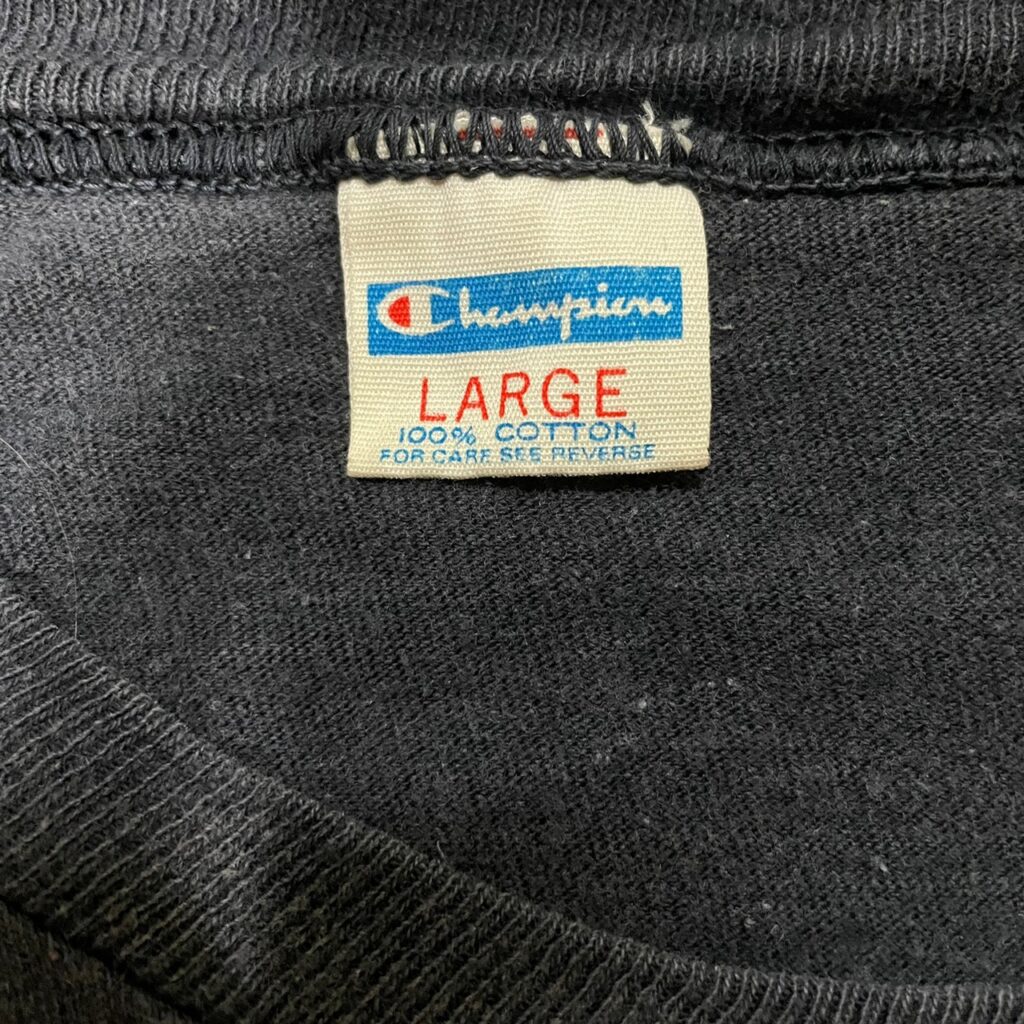 Champion
LARGE
100% COTTON
FOR CARE SEE REVERSE